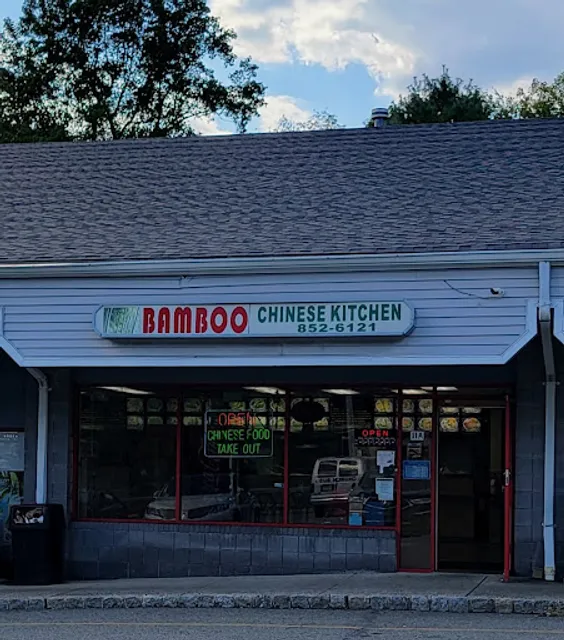 BAMBOO CHINESE KITCHEN
852-6121
OPEN
CHINESE FOOD
TAKE OUT
OPEN